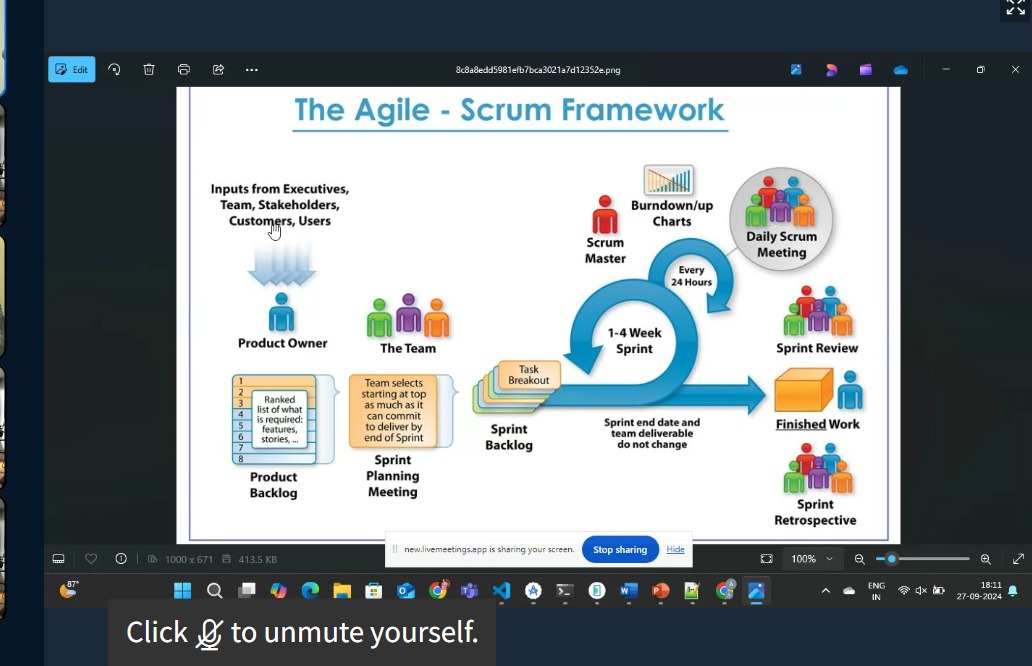 Edit
8c8a8edd5981efb7bca3021a7d12352e.png
The Agile - Scrum Framework
Inputs from Executives,
Team, Stakeholders,
Customers, Users
Product Owner
The Team
1
2
3
4
5
6
7
8
Ranked
list of what
is required:
features,
stories, ...
Product
Backlog
Team selects
starting at top
as much as it
can commit
to deliver by
end of Sprint
Sprint
Planning
Meeting
Task
Breakout
Sprint
Backlog
Scrum
Master
Burndown/up
Charts
Every
24 Hours
1-4 Week
Sprint
Sprint end date and
team deliverable
do not change
Daily Scrum
Meeting
Sprint Review
Finished Work
Sprint
Retrospective
new.livemeetings.app is sharing your screen.
Stop sharing
Hide
1000 x 671
413.5 KB
100%
87°
ENG
IN
18:11
27-09-2024
Click to unmute yourself.